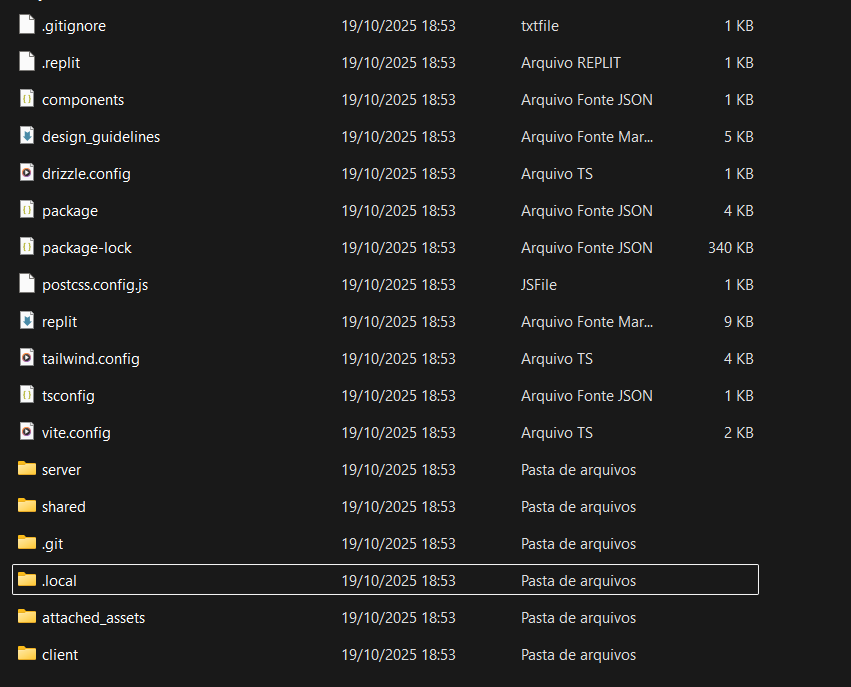 .gitignore 19/10/2025 18:53 txtfile 1 KB
.replit 19/10/2025 18:53 Arquivo REPLIT 1 KB
components 19/10/2025 18:53 Arquivo Fonte JSON 1 KB
design_guidelines 19/10/2025 18:53 Arquivo Fonte Mar... 5 KB
drizzle.config 19/10/2025 18:53 Arquivo TS 1 KB
package 19/10/2025 18:53 Arquivo Fonte JSON 4 KB
package-lock 19/10/2025 18:53 Arquivo Fonte JSON 340 KB
postcss.config.js 19/10/2025 18:53 JSFile 1 KB
replit 19/10/2025 18:53 Arquivo Fonte Mar... 9 KB
tailwind.config 19/10/2025 18:53 Arquivo TS 4 KB
tsconfig 19/10/2025 18:53 Arquivo Fonte JSON 1 KB
vite.config 19/10/2025 18:53 Arquivo TS 2 KB
server 19/10/2025 18:53 Pasta de arquivos
shared 19/10/2025 18:53 Pasta de arquivos
.git 19/10/2025 18:53 Pasta de arquivos
.local 19/10/2025 18:53 Pasta de arquivos
attached_assets 19/10/2025 18:53 Pasta de arquivos
client 19/10/2025 18:53 Pasta de arquivos